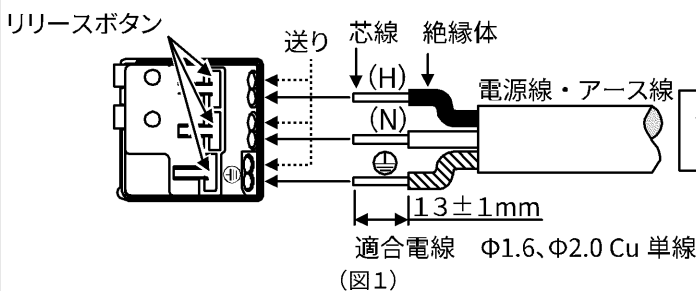 リリースボタン
送り
芯線
絶縁体
(H)
(N)
電源線・アース線
13±1mm
適合電線 Φ1.6、Φ2.0 Cu 単線
(図1)